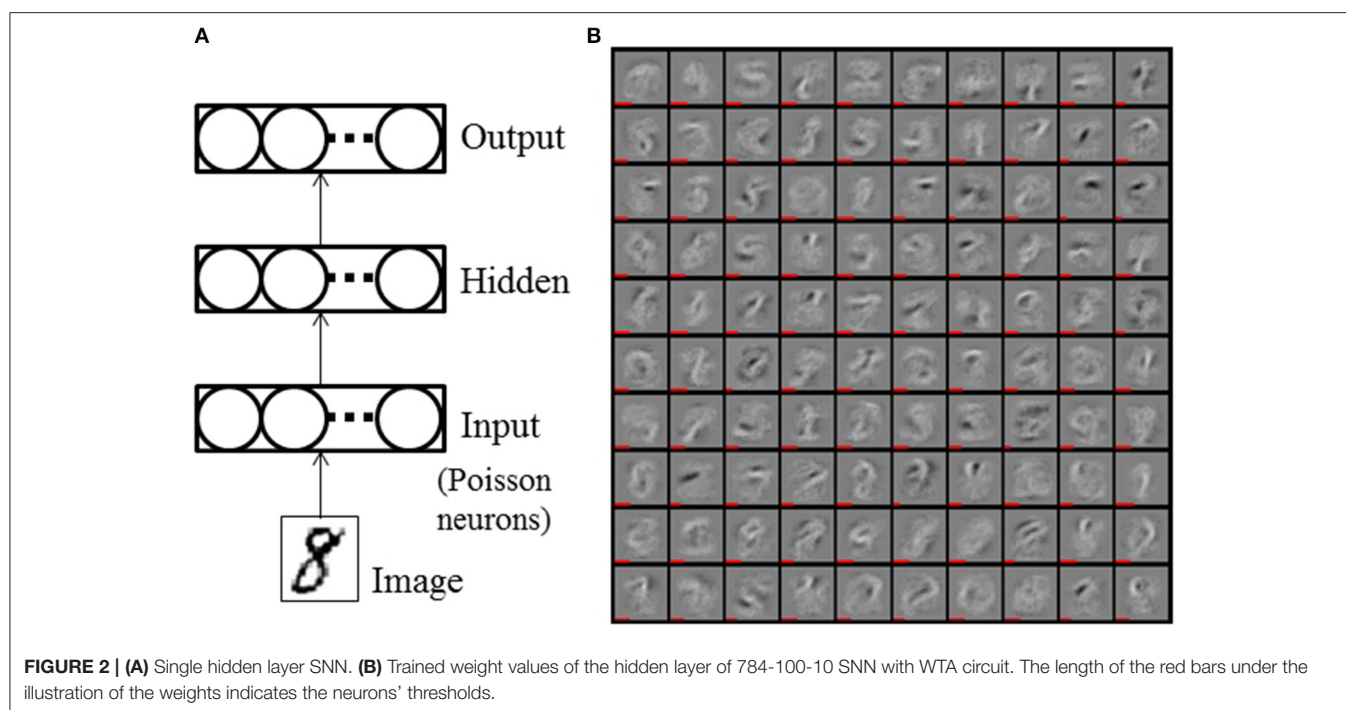 A
B
Output
Hidden
Input
(Poisson
neurons)
8
Image
FIGURE 2 | (A) Single hidden layer SNN. (B) Trained weight values of the hidden layer of 784-100-10 SNN with WTA circuit. The length of the red bars under the
illustration of the weights indicates the neurons’ thresholds.